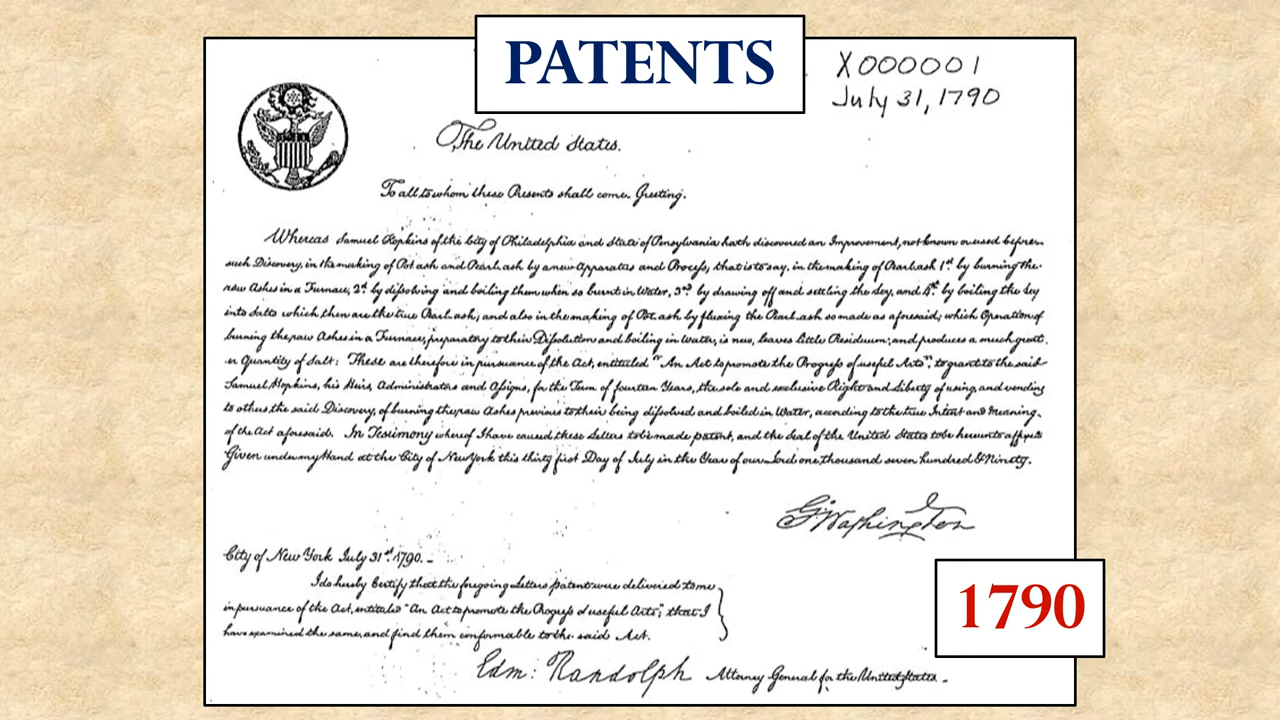 PATENTS
X000001
July 31, 1790
The United States.
To all to whom these Presents shall come. Greeting.
Whereas Samuel Hopkins of the City of Philadelphia and State of Pensylvania hath discovered an Improvement, not known or used before
such Discovery, in the making of Pot ash and Pearl ash by a new Apparatus and Process; that is to say, in the making of Pearl ash 1st by burning the
raw Ashes in a Furnace, 2d by dissolving and boiling them when so burnt in Water, 3rd by drawing off and settling the Ley, and 4th by boiling the Ley
into Salts which then are the true Pearl ash; and also in the making of Pot ash by fluxing the Pearl ash so made as aforesaid; which Operation of
burning the raw Ashes in a Furnace, preparatory to their Dissolution and boiling in Water, is new, leaves little Residuum; and produces a much great
er Quantity of Salt: These are therefore in pursuance of the Act, entituled "An Act to promote the Progress of useful Arts", to grant to the said
Samuel Hopkins, his Heirs, Administrators and Assigns, for the Term of fourteen Years, the sole and exclusive Right and Liberty of using, and vending
to others the said Discovery, of burning the raw Ashes previous to their being dissolved and boiled in Water, according to the true Intent and Meaning
of the Act aforesaid. In Testimony whereof I have caused these Letters to be made patent, and the Seal of the United States to be hereunto affixed
Given under my Hand at the City of New York this thirty first Day of July in the Year of our Lord one thousand seven hundred & Ninety.
G. Washington
City of New York July 31st 1790. -
I do hereby Certify that the foregoing Letters patent were delivered to me
in pursuance of the Act, entituled "An Act to promote the Progress of useful Arts"; that I
have examined the same, and find them conformable to the said Act.
Edm: Randolph Attorney General for the United States. -
1790